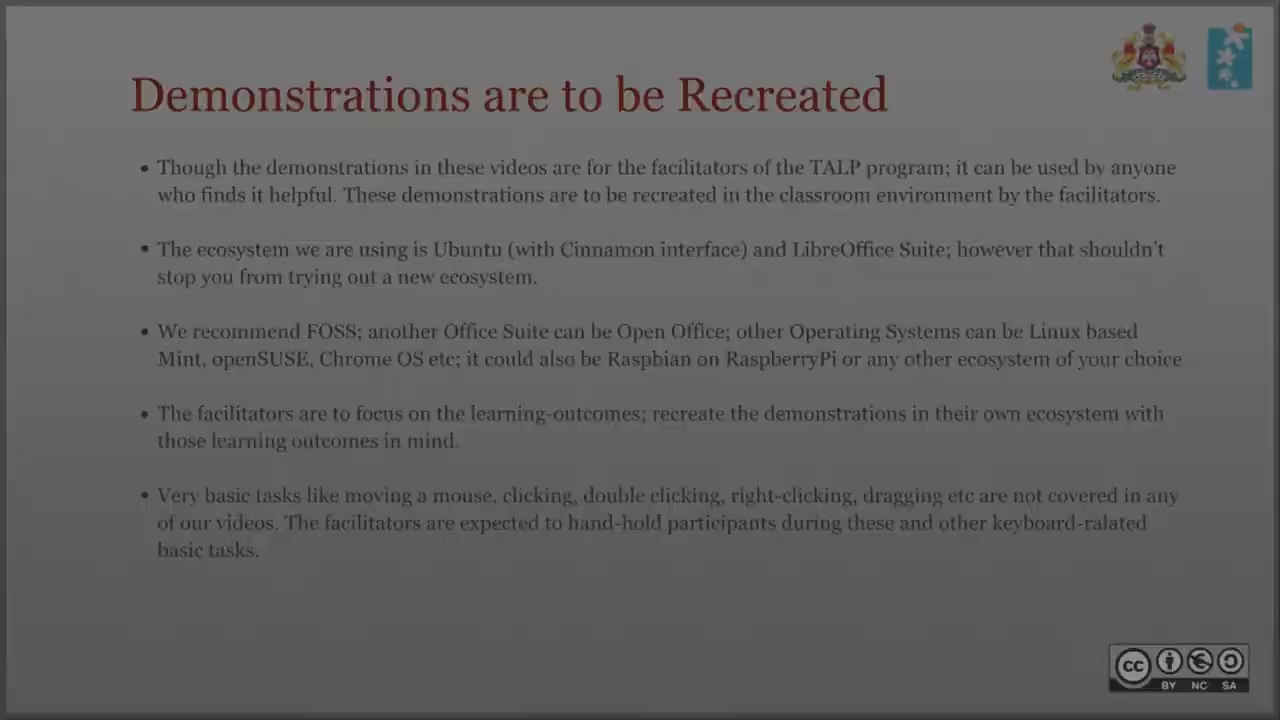 Demonstrations are to be Recreated
• Though the demonstrations in these videos are for the facilitators of the TALP program; it can be used by anyone
who finds it helpful. These demonstrations are to be recreated in the classroom environment by the facilitators.
• The ecosystem we are using is Ubuntu (with Cinnamon interface) and LibreOffice Suite; however that shouldn't
stop you from trying out a new ecosystem.
• We recommend FOSS; another Office Suite can be Open Office; other Operating Systems can be Linux based
Mint, openSUSE, Chrome OS etc; it could also be Raspbian on RaspberryPi or any other ecosystem of your choice
• The facilitators are to focus on the learning-outcomes; recreate the demonstrations in their own ecosystem with
those learning outcomes in mind.
• Very basic tasks like moving a mouse, clicking, double clicking, right-clicking, dragging etc are not covered in any
of our videos. The facilitators are expected to hand-hold participants during these and other keyboard-ralated
basic tasks.
cc
BY NC SA